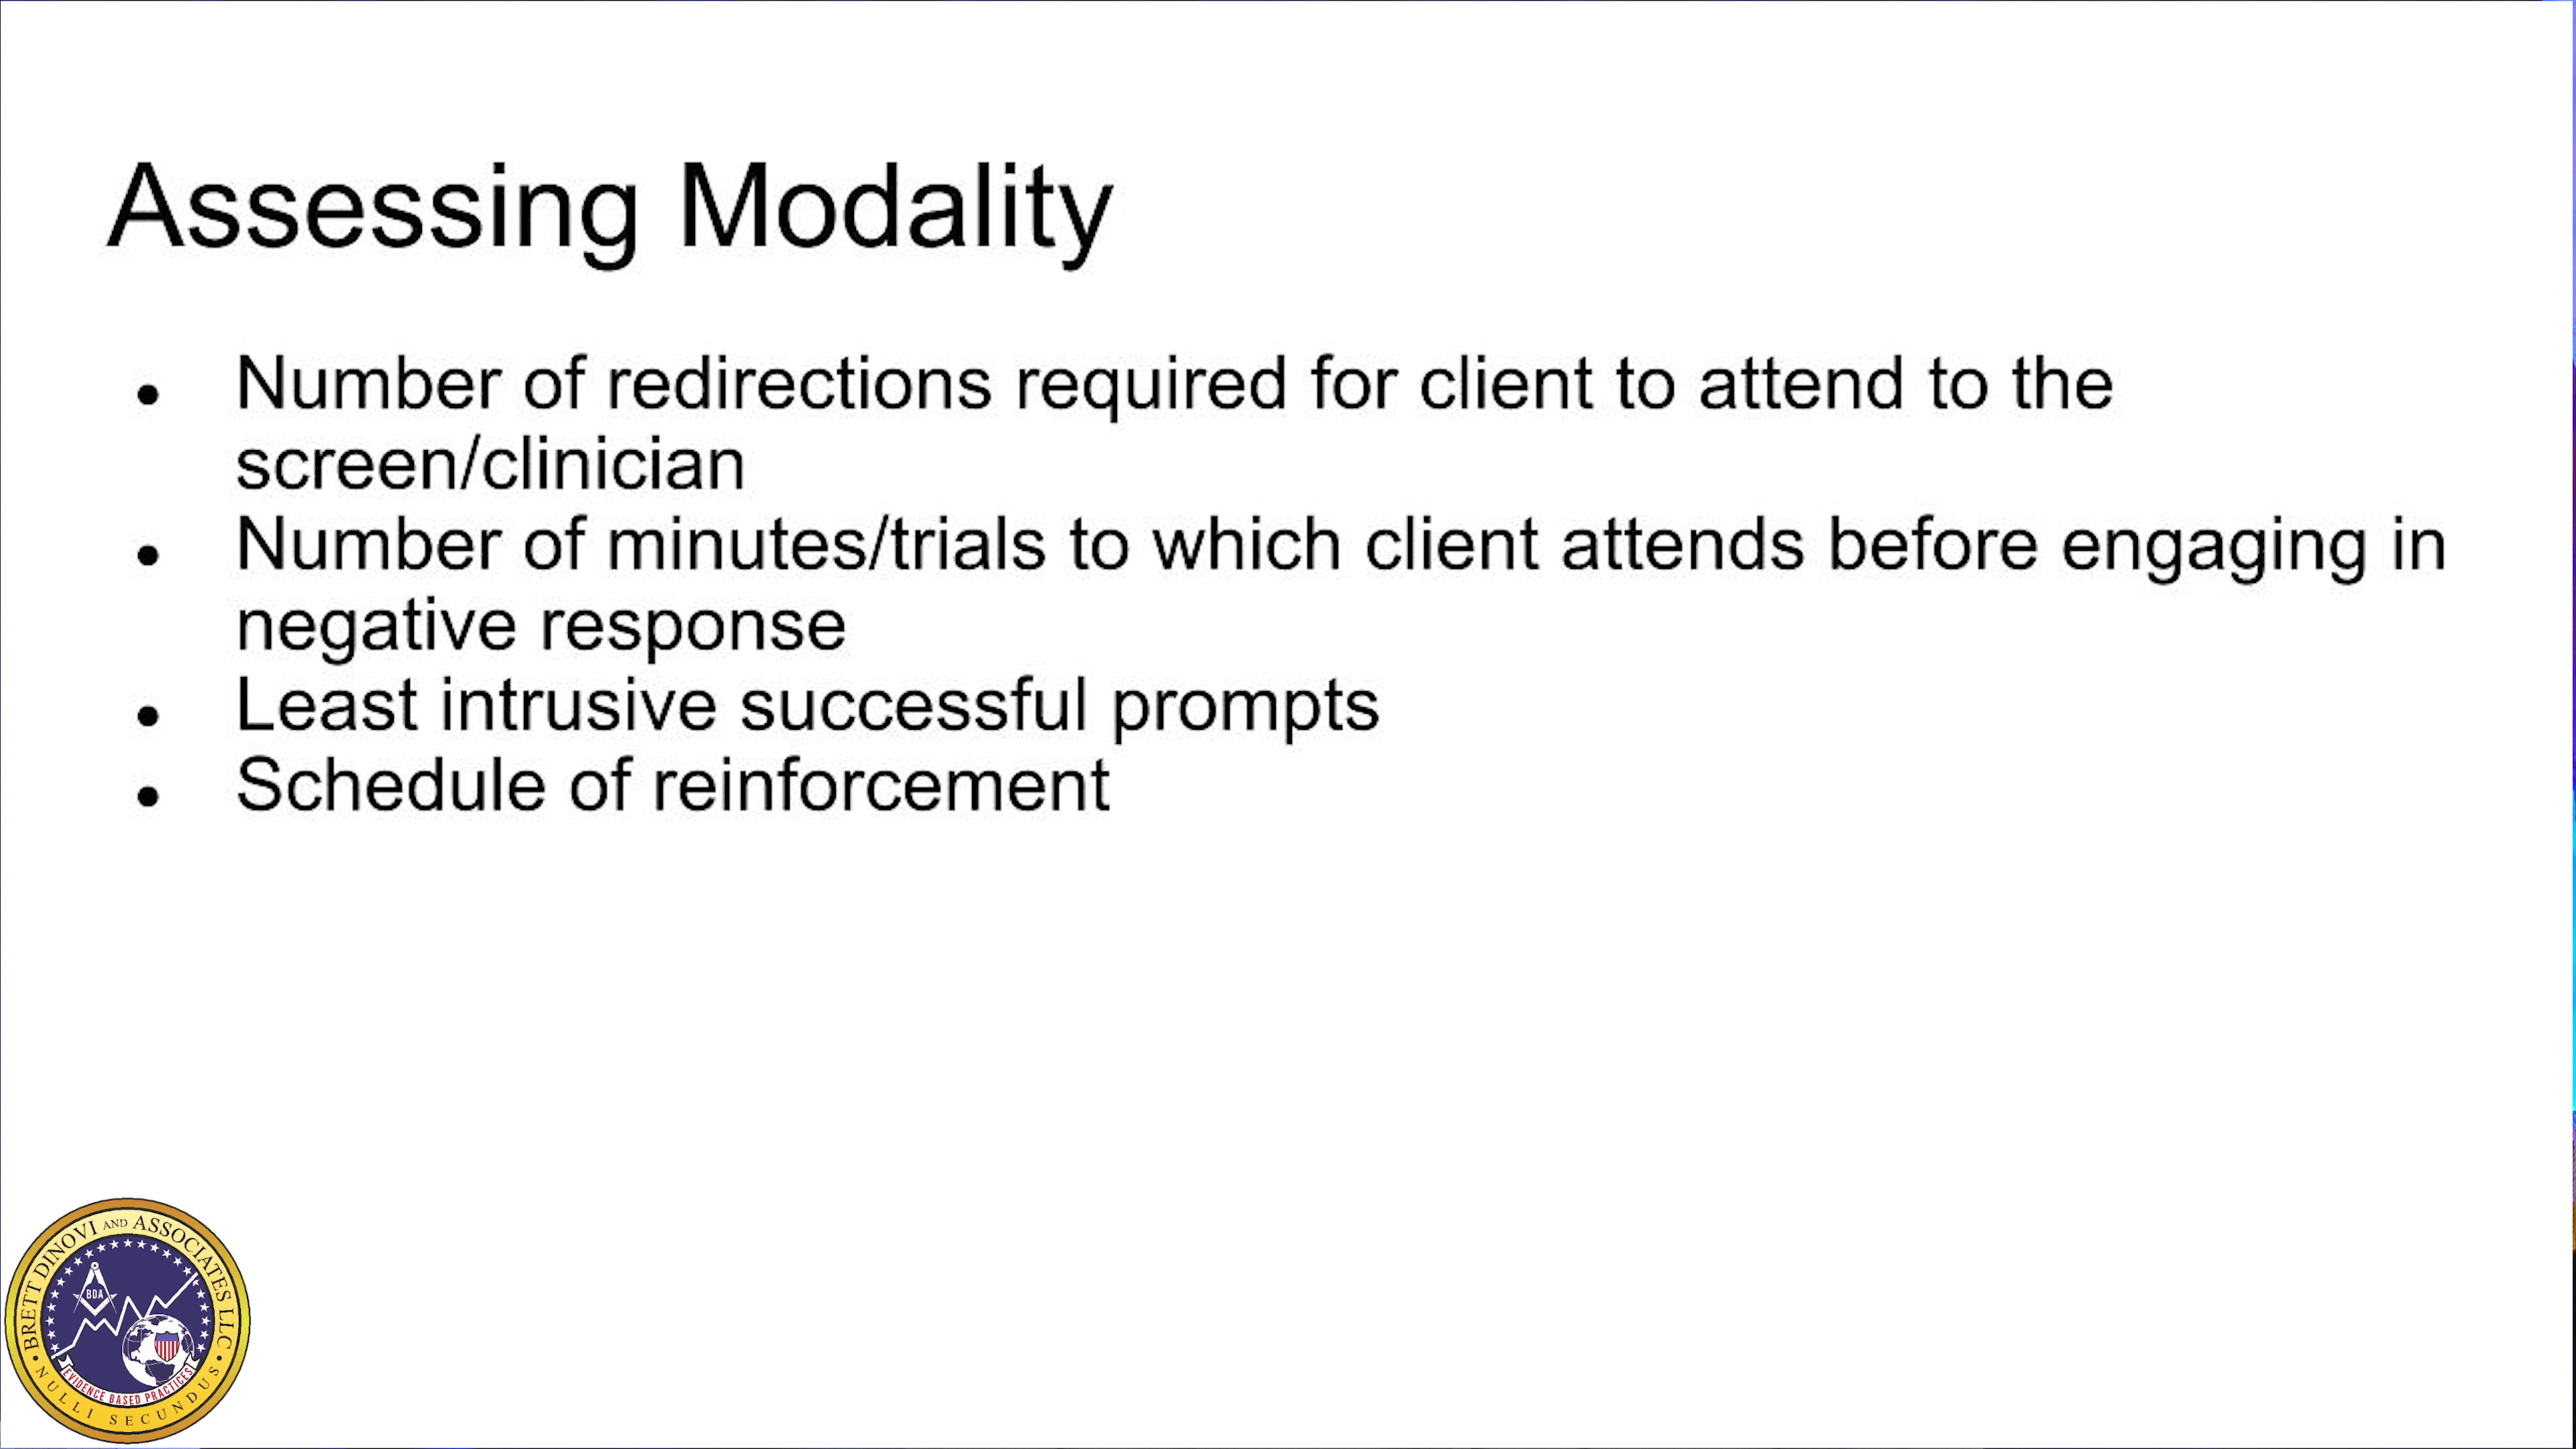 Assessing Modality
• Number of redirections required for client to attend to the
screen/clinician
• Number of minutes/trials to which client attends before engaging in
negative response
• Least intrusive successful prompts
• Schedule of reinforcement
BRETT DINOVI AND ASSOCIATES LLC
BDA
EVIDENCE BASED PRACTICES
NULLI SECUNDUS